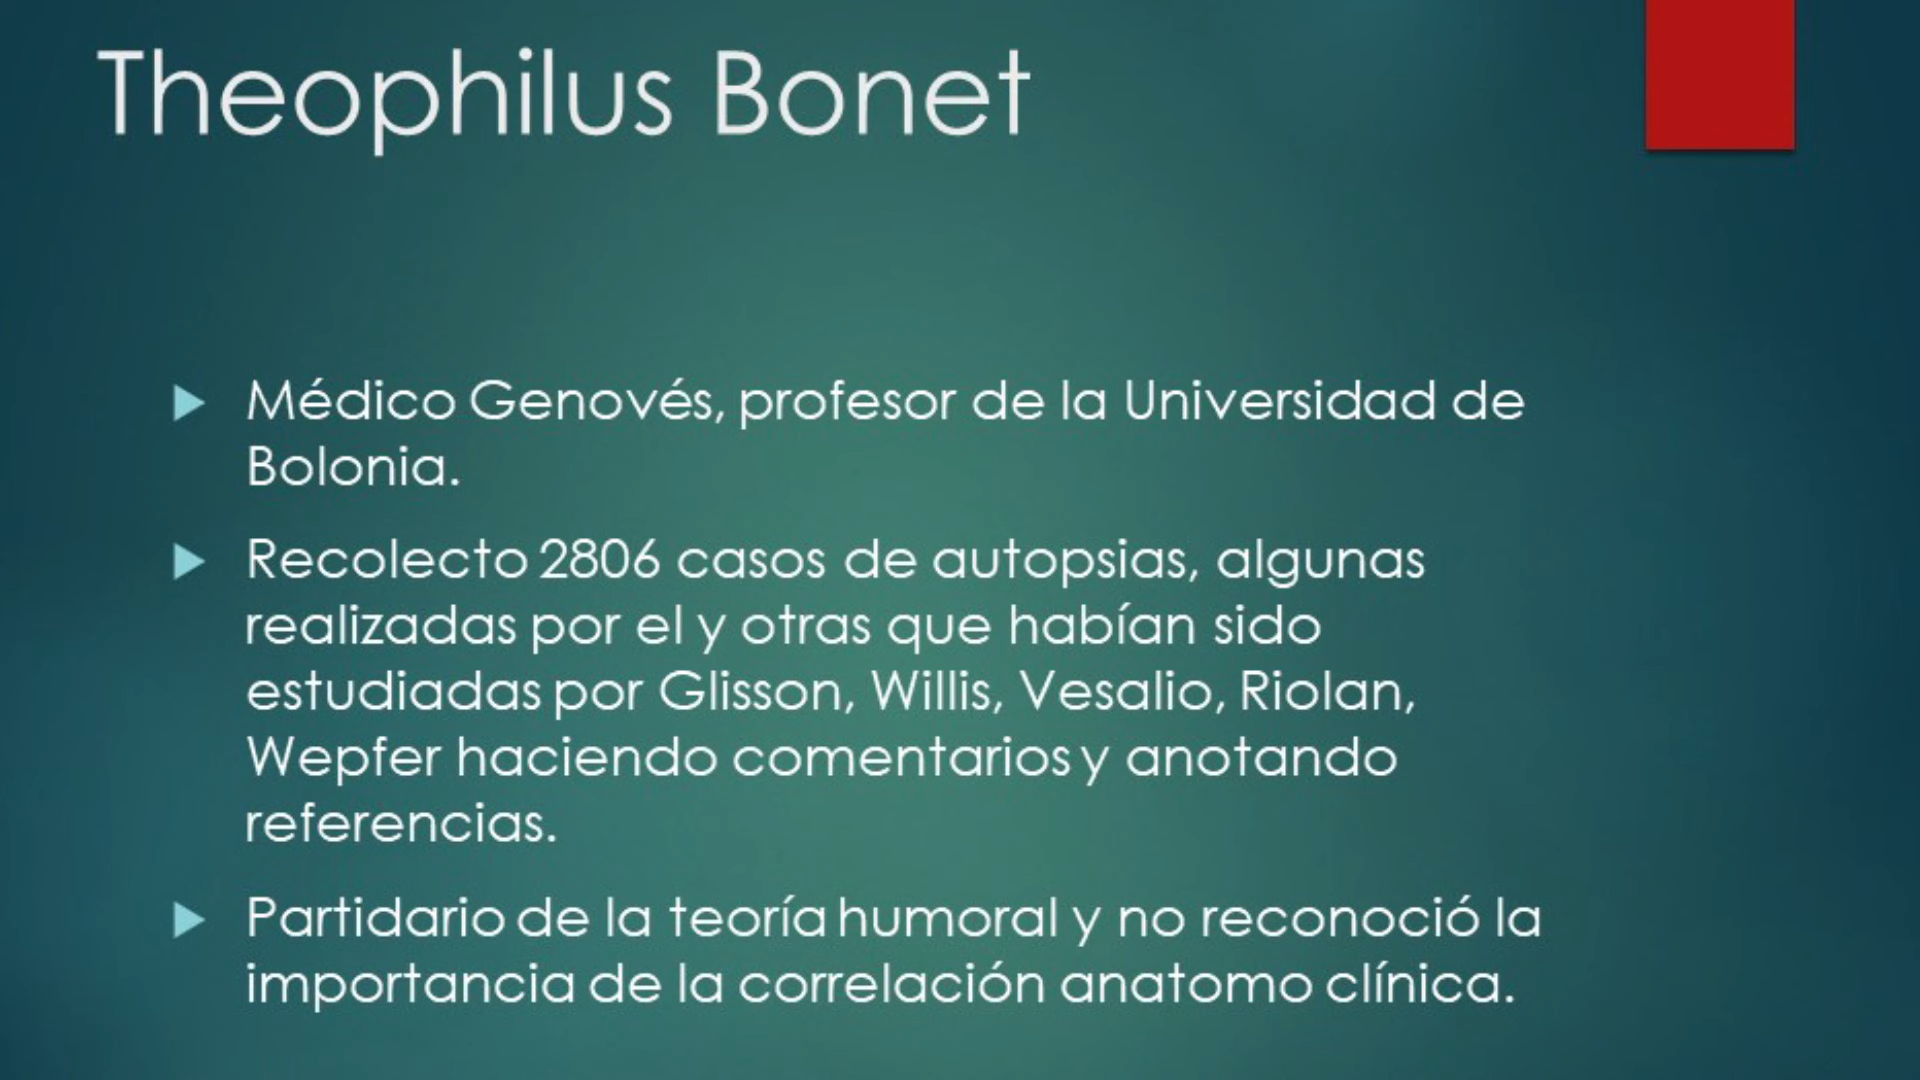 Theophilus Bonet
Médico Genovés, profesor de la Universidad de
Bolonia.
Recolecto 2806 casos de autopsias, algunas
realizadas por el y otras que habían sido
estudiadas por Glisson, Willis, Vesalio, Riolan,
Wepfer haciendo comentarios y anotando
referencias.
Partidario de la teoría humoral y no reconoció la
importancia de la correlación anatomo clínica.